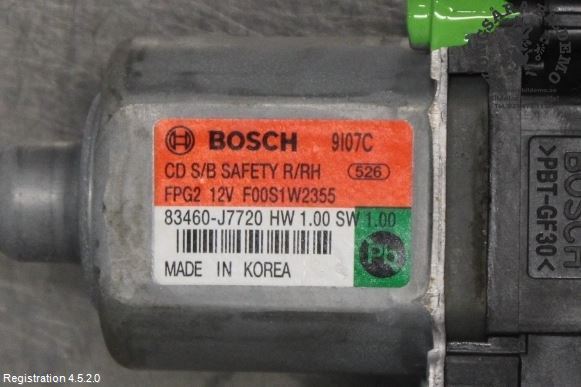 BOSCH 9I07C
CD S/B SAFETY R/RH 526
FPG2 12V F00S1W2355
83460-J7720 HW 1.00 SW 1.00
Pb
MADE IN KOREA
BOSCH
>PBT-GF30<
Registration 4.5.2.0